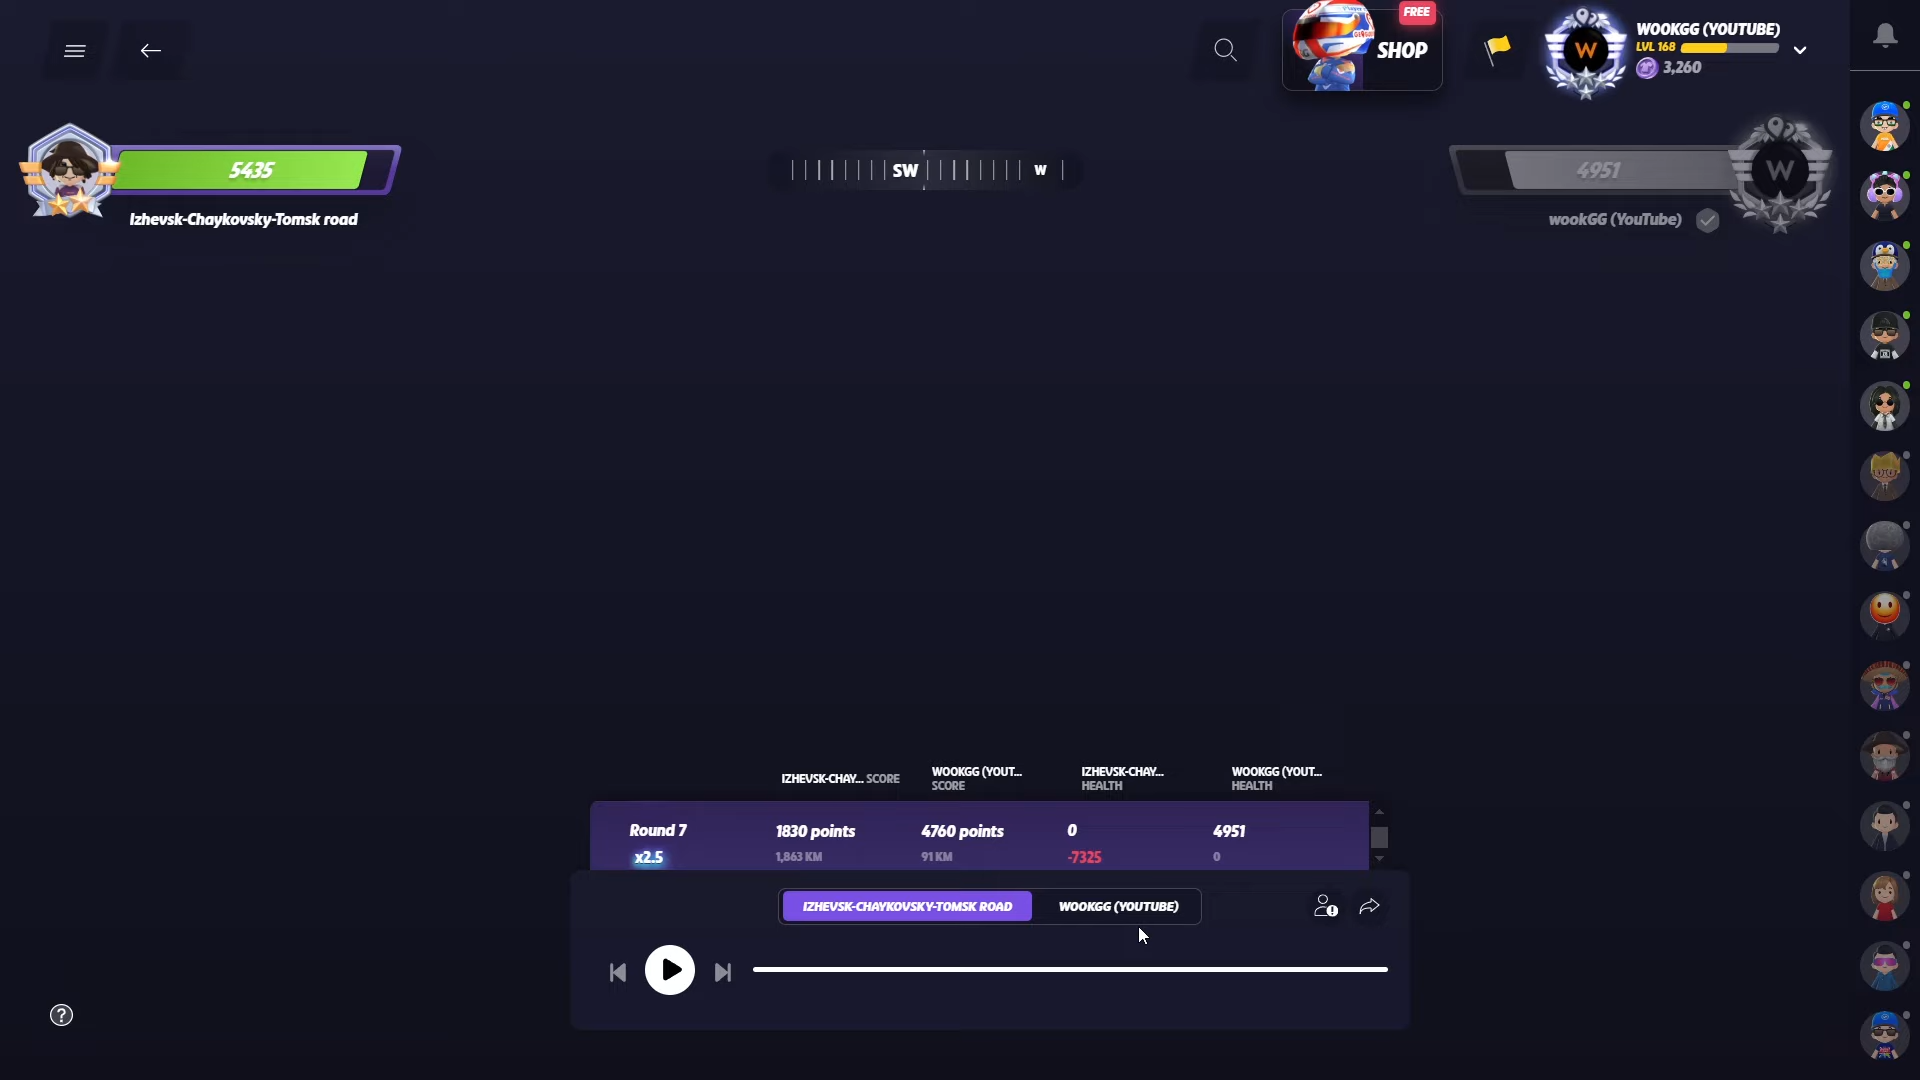 FREE
SHOP
WOOKGG (YOUTUBE)
LVL 168
3,260
W
5435
Izhevsk-Chaykovsky-Tomsk road
SW
W
4951
W
wookGG (YouTube)
IZHEVSK-CHAY... SCORE
WOOKGG (YOUT...
SCORE
IZHEVSK-CHAY...
HEALTH
WOOKGG (YOUT...
HEALTH
Round 7
1830 points
4760 points
0
4951
x2.5
1,863 KM
91 KM
-7325
0
IZHEVSK-CHAYKOVSKY-TOMSK ROAD
WOOKGG (YOUTUBE)
?